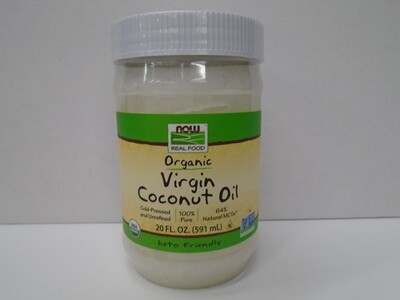 NOW
REAL FOOD
Organic
Virgin
Coconut Oil
Cold-Pressed and Unrefined
100% Pure
64% Natural MCTs*
20 FL. OZ. (591 mL)
keto friendly